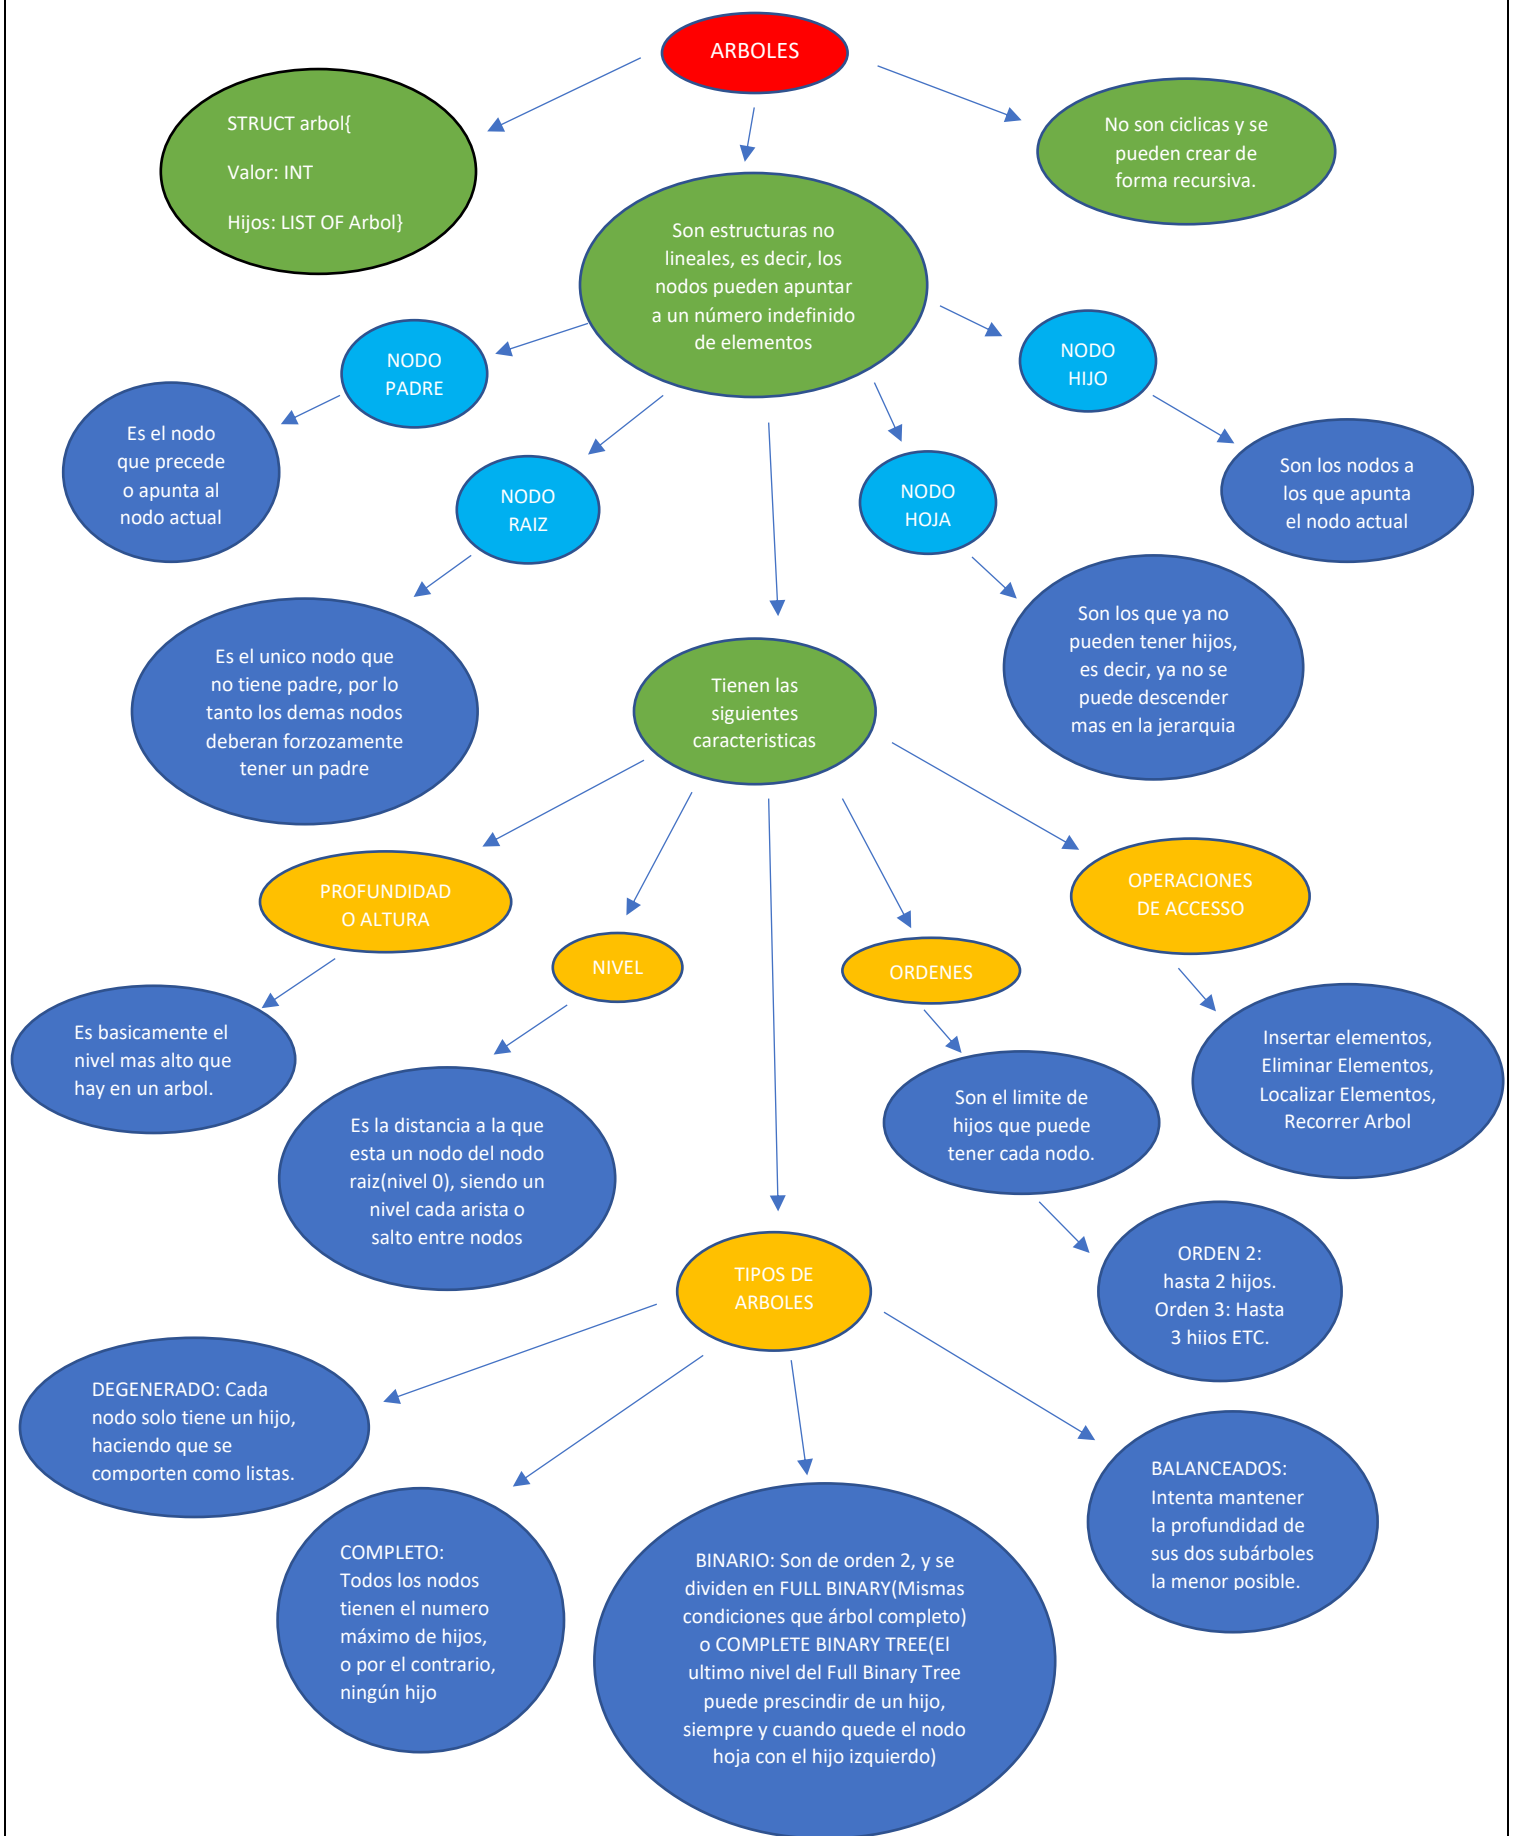 ARBOLES
STRUCT arbol{
Valor: INT
Hijos: LIST OF Arbol}
No son ciclicas y se
pueden crear de
forma recursiva.
Son estructuras no
lineales, es decir, los
nodos pueden apuntar
a un número indefinido
de elementos
NODO
PADRE
NODO
HIJO
Es el nodo
que precede
o apunta al
nodo actual
NODO
RAIZ
NODO
HOJA
Son los nodos a
los que apunta
el nodo actual
Es el unico nodo que
no tiene padre, por lo
tanto los demas nodos
deberan forzozamente
tener un padre
Tienen las
siguientes
caracteristicas
Son los que ya no
pueden tener hijos,
es decir, ya no se
puede descender
mas en la jerarquia
PROFUNDIDAD
O ALTURA
NIVEL
ORDENES
OPERACIONES
DE ACCESSO
Es basicamente el
nivel mas alto que
hay en un arbol.
Es la distancia a la que
esta un nodo del nodo
raiz(nivel 0), siendo un
nivel cada arista o
salto entre nodos
Son el limite de
hijos que puede
tener cada nodo.
Insertar elementos,
Eliminar Elementos,
Localizar Elementos,
Recorrer Arbol
TIPOS DE
ARBOLES
ORDEN 2:
hasta 2 hijos.
Orden 3: Hasta
3 hijos ETC.
DEGENERADO: Cada
nodo solo tiene un hijo,
haciendo que se
comporten como listas.
COMPLETO:
Todos los nodos
tienen el numero
máximo de hijos,
o por el contrario,
ningún hijo
BINARIO: Son de orden 2, y se
dividen en FULL BINARY(Mismas
condiciones que árbol completo)
o COMPLETE BINARY TREE(El
ultimo nivel del Full Binary Tree
puede prescindir de un hijo,
siempre y cuando quede el nodo
hoja con el hijo izquierdo)
BALANCEADOS:
Intenta mantener
la profundidad de
sus dos subárboles
la menor posible.